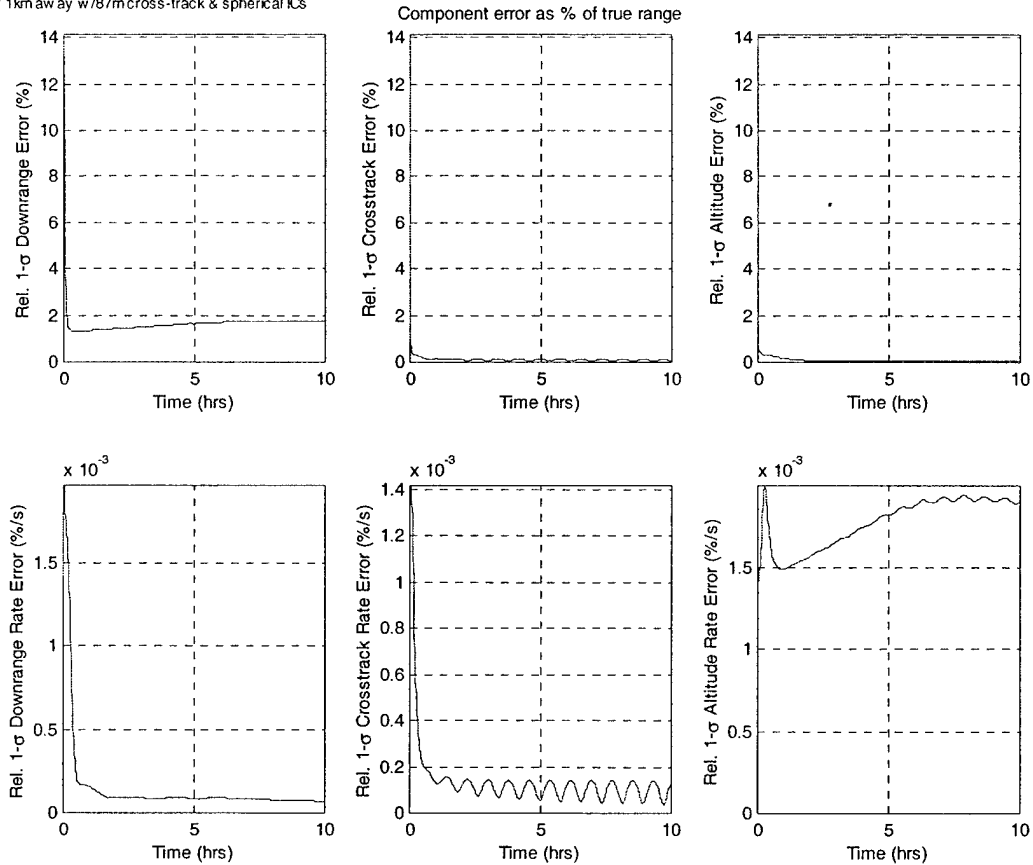 1km away w/87m cross-track & spherical ICs
Component error as % of true range
Rel. 1-σ Downrange Error (%)
14
12
10
8
6
4
2
0
0 5 10
Time (hrs)
Rel. 1-σ Crosstrack Error (%)
14
12
10
8
6
4
2
0
0 5 10
Time (hrs)
Rel. 1-σ Altitude Error (%)
14
12
10
8
6
4
2
0
0 5 10
Time (hrs)
x 10⁻³
Rel. 1-σ Downrange Rate Error (%/s)
1.5
1
0.5
0
0 5 10
Time (hrs)
x 10⁻³
Rel. 1-σ Crosstrack Rate Error (%/s)
1.4
1.2
1
0.8
0.6
0.4
0.2
0
0 5 10
Time (hrs)
x 10⁻³
Rel. 1-σ Altitude Rate Error (%/s)
1.5
1
0.5
0
0 5 10
Time (hrs)